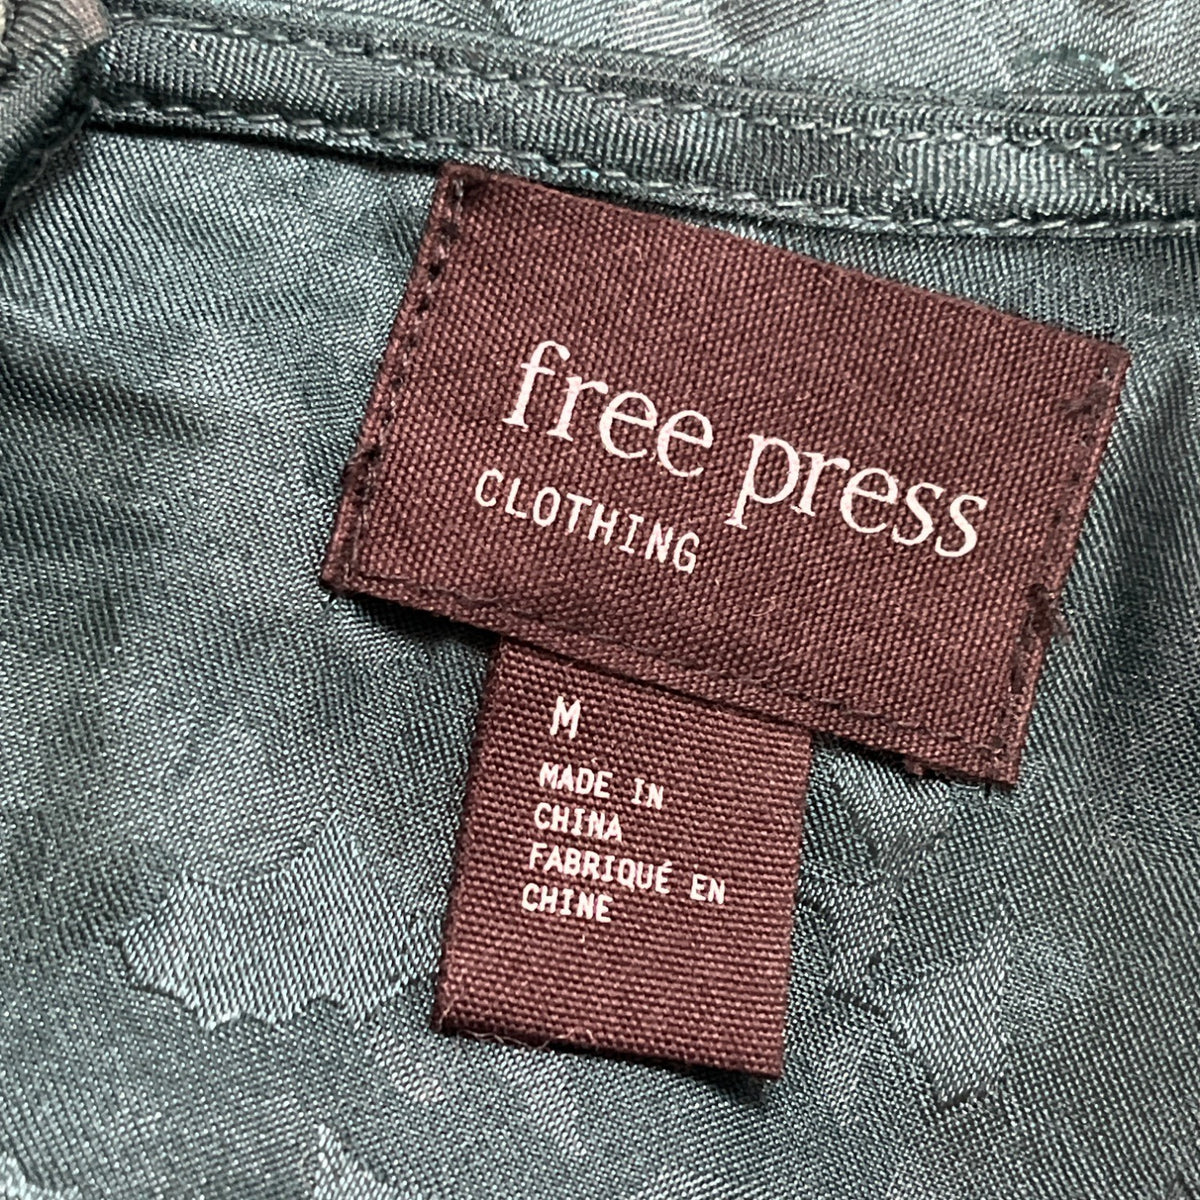 free press
CLOTHING
M
MADE IN
CHINA
FABRIQUÉ EN
CHINE